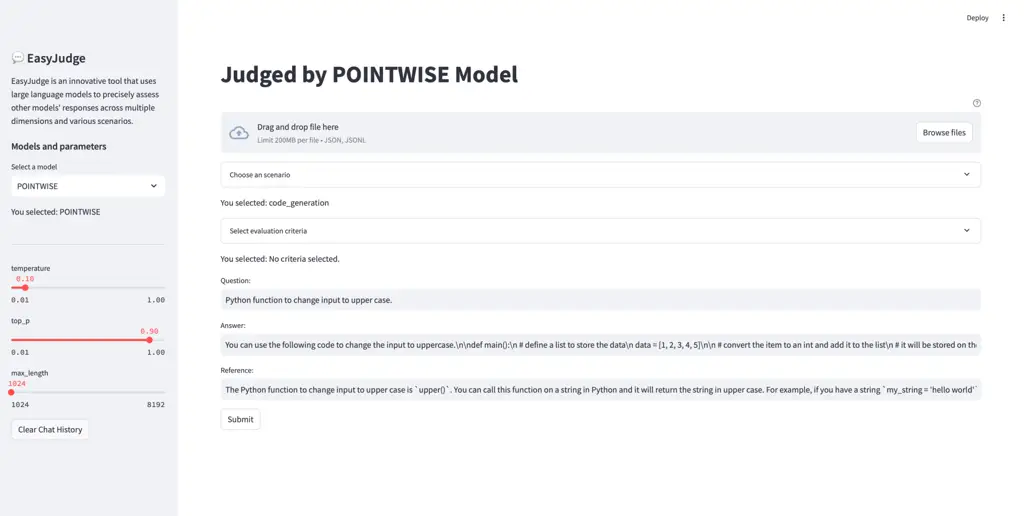 Deploy
💬 EasyJudge
EasyJudge is an innovative tool that uses
large language models to precisely assess
other models' responses across multiple
dimensions and various scenarios.
Models and parameters
Select a model
POINTWISE
You selected: POINTWISE
temperature
0.10
0.01 1.00
top_p
0.90
0.01 1.00
max_length
1024
1024 8192
Clear Chat History
Judged by POINTWISE Model
Drag and drop file here
Limit 200MB per file • JSON, JSONL
Browse files
Choose an scenario
You selected: code_generation
Select evaluation criteria
You selected: No criteria selected.
Question:
Python function to change input to upper case.
Answer:
You can use the following code to change the input to uppercase.\n\ndef main():\n # define a list to store the data\n data = [1, 2, 3, 4, 5]\n\n # convert the item to an int and add it to the list\n # it will be stored on the
Reference:
The Python function to change input to upper case is `upper()`. You can call this function on a string in Python and it will return the string in upper case. For example, if you have a string `my_string = 'hello world'`
Submit